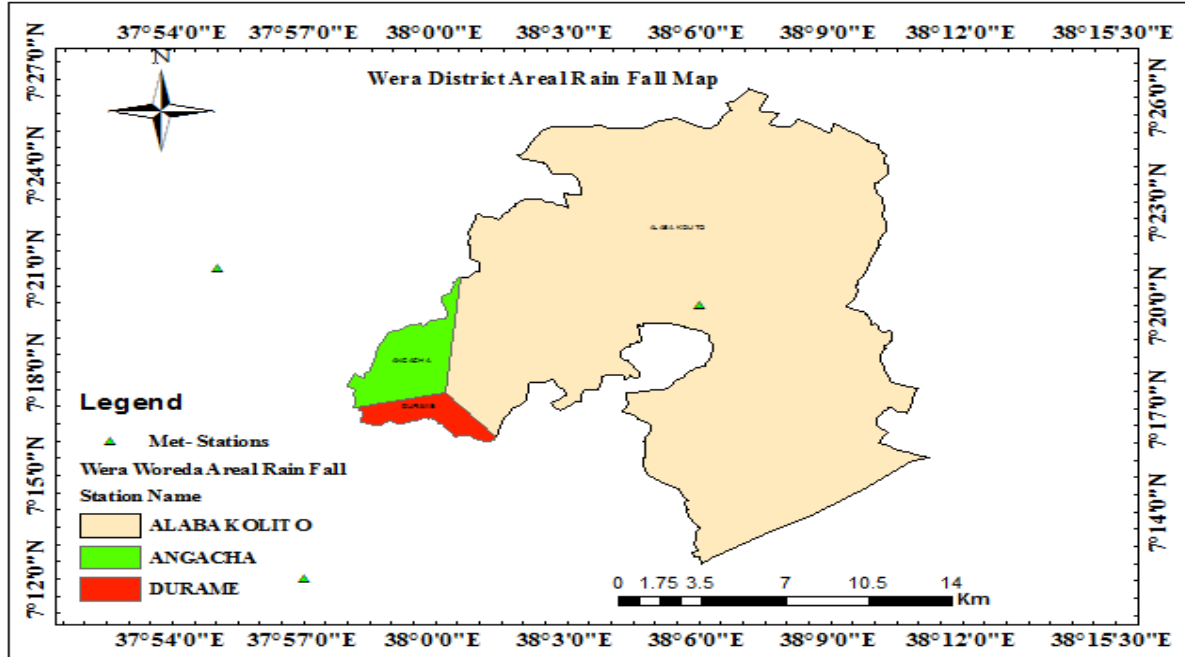 37°54'0"E 37°57'0"E 38°0'0"E 38°3'0"E 38°6'0"E 38°9'0"E 38°12'0"E 38°15'30"E
N
Wera District Areal Rain Fall Map
7°27'0"N
7°24'0"N
7°21'0"N
7°18'0"N
7°15'0"N
7°12'0"N
7°26'0"N
7°23'0"N
7°20'0"N
7°17'0"N
7°14'0"N
ALABA KOLITO
ANGACHA
DURAME
Legend
Met- Stations
Wera Woreda Areal Rain Fall
Station Name
ALABA KOLITO
ANGACHA
DURAME
0 1.75 3.5 7 10.5 14
Km
37°54'0"E 37°57'0"E 38°0'0"E 38°3'0"E 38°6'0"E 38°9'0"E 38°12'0"E 38°15'30"E